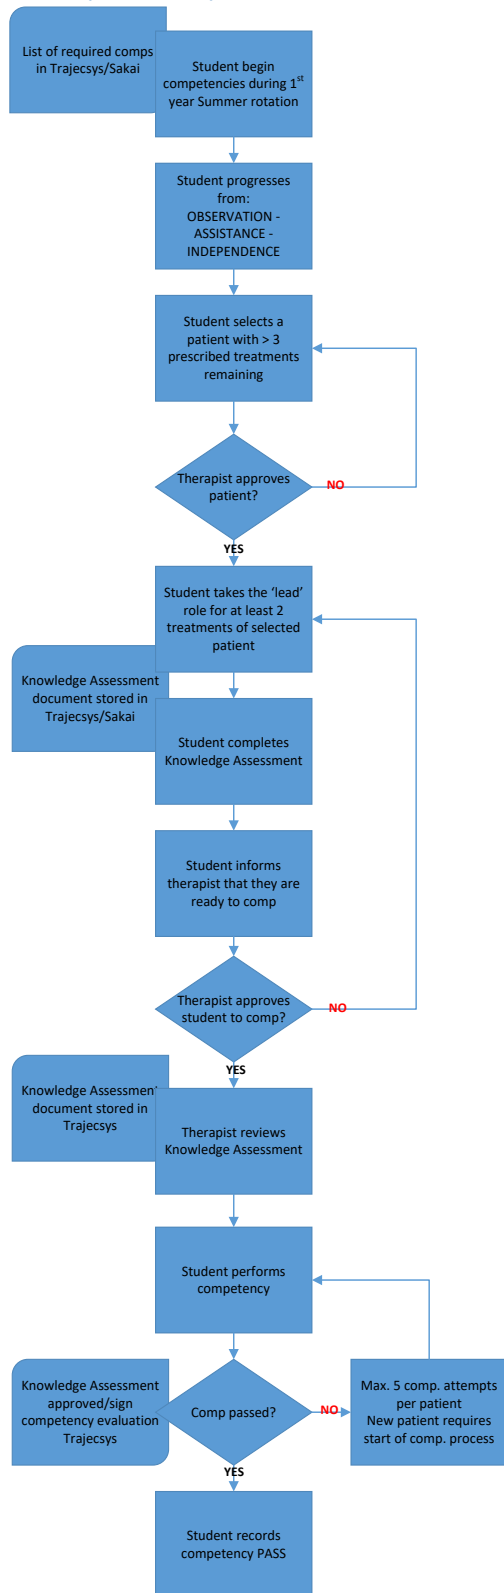 List of required comps
in Trajecsys/Sakai
Student begin
competencies during 1st
year Summer rotation
Student progresses
from:
OBSERVATION -
ASSISTANCE -
INDEPENDENCE
Student selects a
patient with > 3
prescribed treatments
remaining
Therapist approves
patient?
NO
YES
Student takes the ‘lead’
role for at least 2
treatments of selected
patient
Knowledge Assessment
document stored in
Trajecsys/Sakai
Student completes
Knowledge Assessment
Student informs
therapist that they are
ready to comp
Therapist approves
student to comp?
NO
YES
Knowledge Assessment
document stored in
Trajecsys
Therapist reviews
Knowledge Assessment
Student performs
competency
Knowledge Assessment
approved/sign
competency evaluation
Trajecsys
Comp passed?
NO
Max. 5 comp. attempts
per patient
New patient requires
start of comp. process
YES
Student records
competency PASS